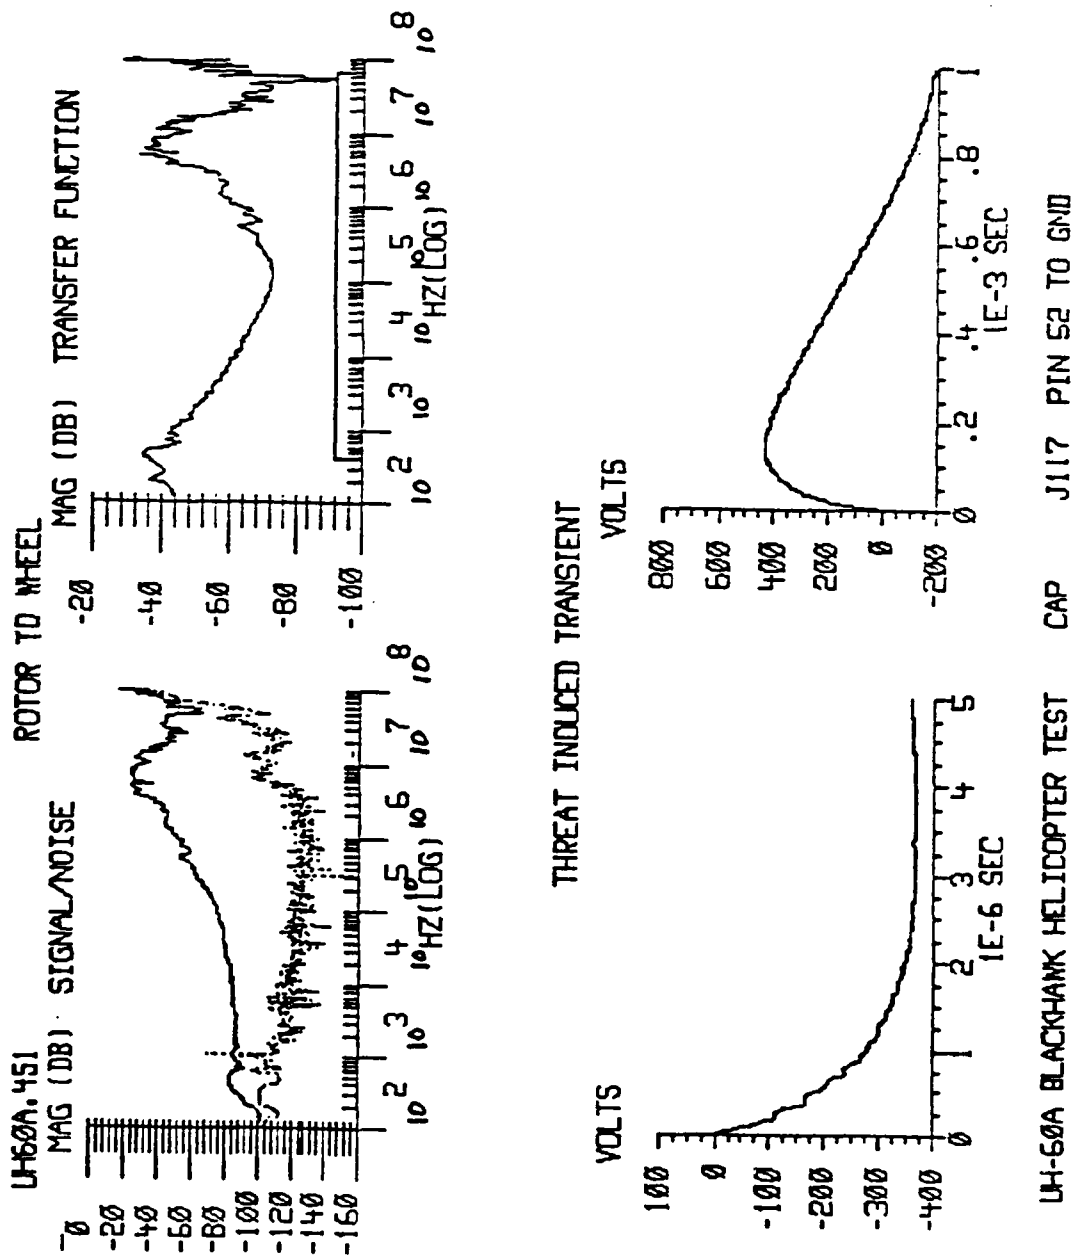 UH60A.451
ROTOR TO WHEEL
MAG (DB) SIGNAL/NOISE
0
-20
-40
-60
-80
-100
-120
-140
-160
10 2
10 3
10 4
10 5
10 6
10 7
10 8
HZ(LOG)
MAG (DB) TRANSFER FUNCTION
-20
-40
-60
-80
-100
10 2
10 3
10 4
10 5
10 6
10 7
10 8
HZ(LOG)
THREAT INDUCED TRANSIENT
VOLTS
100
0
-100
-200
-300
-400
0 1 2 3 4 5
1E-6 SEC
VOLTS
800
600
400
200
0
-200
0 .2 .4 .6 .8 1
1E-3 SEC
UH-60A BLACKHAWK HELICOPTER TEST CAP J117 PIN 52 TO GND